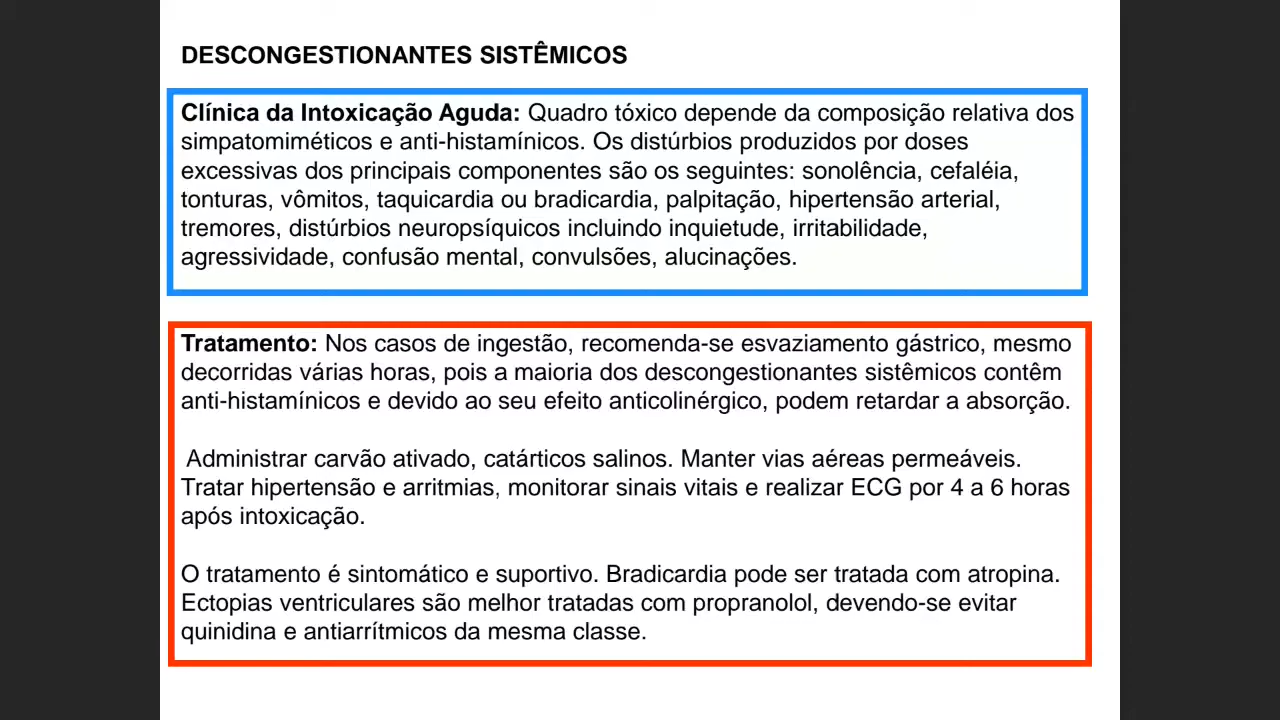 DESCONGESTIONANTES SISTÊMICOS
Clínica da Intoxicação Aguda: Quadro tóxico depende da composição relativa dos
simpatomiméticos e anti-histamínicos. Os distúrbios produzidos por doses
excessivas dos principais componentes são os seguintes: sonolência, cefaléia,
tonturas, vômitos, taquicardia ou bradicardia, palpitação, hipertensão arterial,
tremores, distúrbios neuropsíquicos incluindo inquietude, irritabilidade,
agressividade, confusão mental, convulsões, alucinações.
Tratamento: Nos casos de ingestão, recomenda-se esvaziamento gástrico, mesmo
decorridas várias horas, pois a maioria dos descongestionantes sistêmicos contêm
anti-histamínicos e devido ao seu efeito anticolinérgico, podem retardar a absorção.
Administrar carvão ativado, catárticos salinos. Manter vias aéreas permeáveis.
Tratar hipertensão e arritmias, monitorar sinais vitais e realizar ECG por 4 a 6 horas
após intoxicação.
O tratamento é sintomático e suportivo. Bradicardia pode ser tratada com atropina.
Ectopias ventriculares são melhor tratadas com propranolol, devendo-se evitar
quinidina e antiarrítmicos da mesma classe.